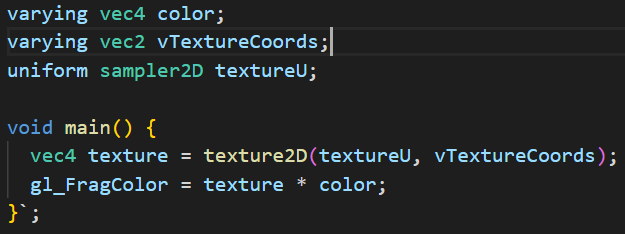 varying vec4 color;
varying vec2 vTextureCoords;
uniform sampler2D textureU;
void main() {
vec4 texture = texture2D(textureU, vTextureCoords);
gl_FragColor = texture * color;
}`;